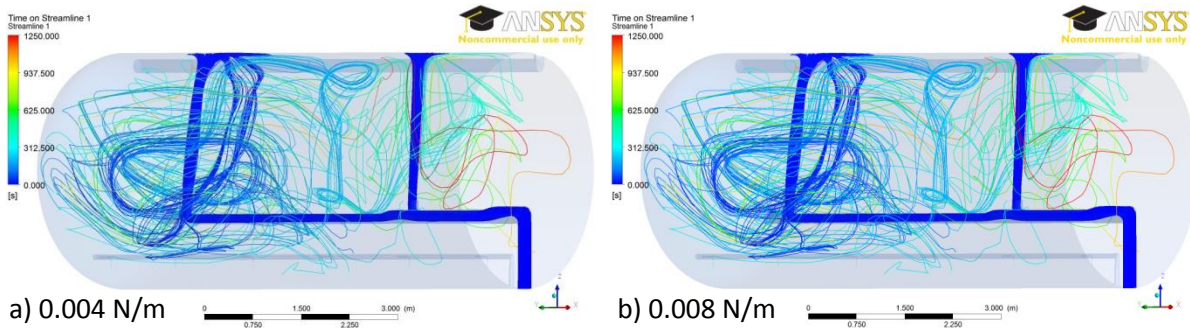 Time on Streamline 1
Streamline 1
1250.000
937.500
625.000
312.500
0.000
[s]
ANSYS
Noncommercial use only
a) 0.004 N/m
0 1.500 3.000 (m)
0.750 2.250
Z
Y X
Time on Streamline 1
Streamline 1
1250.000
937.500
625.000
312.500
0.000
[s]
ANSYS
Noncommercial use only
b) 0.008 N/m
0 1.500 3.000 (m)
0.750 2.250
Z
Y X